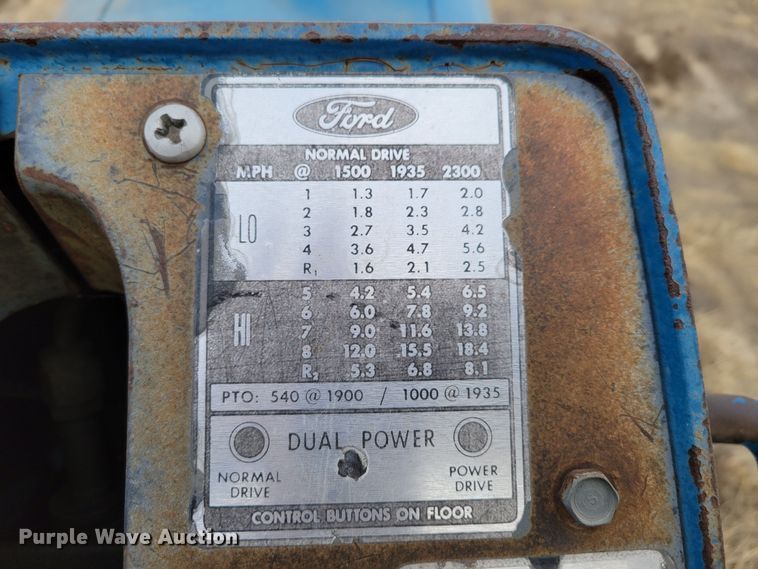 Ford
NORMAL DRIVE
MPH @ 1500 1935 2300
LO
1 1.3 1.7 2.0
2 1.8 2.3 2.8
3 2.7 3.5 4.2
4 3.6 4.7 5.6
R1 1.6 2.1 2.5
HI
5 4.2 5.4 6.5
6 6.0 7.8 9.2
7 9.0 11.6 13.8
8 12.0 15.5 18.4
R2 5.3 6.8 8.1
PTO: 540 @ 1900 / 1000 @ 1935
DUAL POWER
NORMAL DRIVE
POWER DRIVE
CONTROL BUTTONS ON FLOOR
Purple Wave Auction